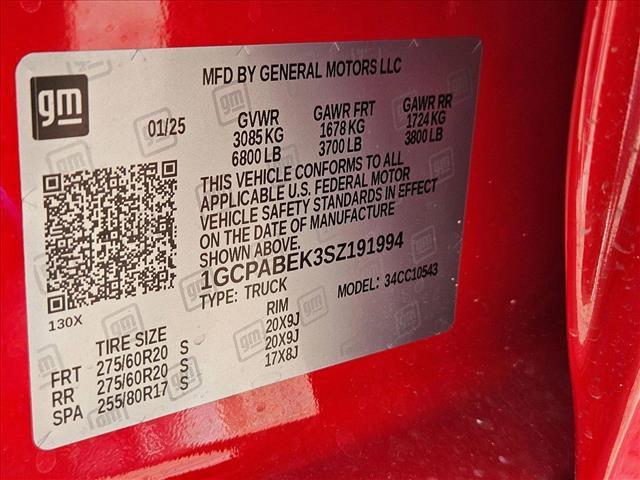 gm
MFD BY GENERAL MOTORS LLC
01/25 GVWR GAWR FRT GAWR RR
3085 KG 1678 KG 1724 KG
6800 LB 3700 LB 3800 LB
THIS VEHICLE CONFORMS TO ALL
APPLICABLE U.S. FEDERAL MOTOR
VEHICLE SAFETY STANDARDS IN EFFECT
ON THE DATE OF MANUFACTURE
SHOWN ABOVE.
1GCPABEK3SZ191994
TYPE: TRUCK MODEL: 34CC10543
130X
TIRE SIZE RIM
FRT 275/60R20 S 20X9J
RR 275/60R20 S 20X9J
SPA 255/80R17 S 17X8J